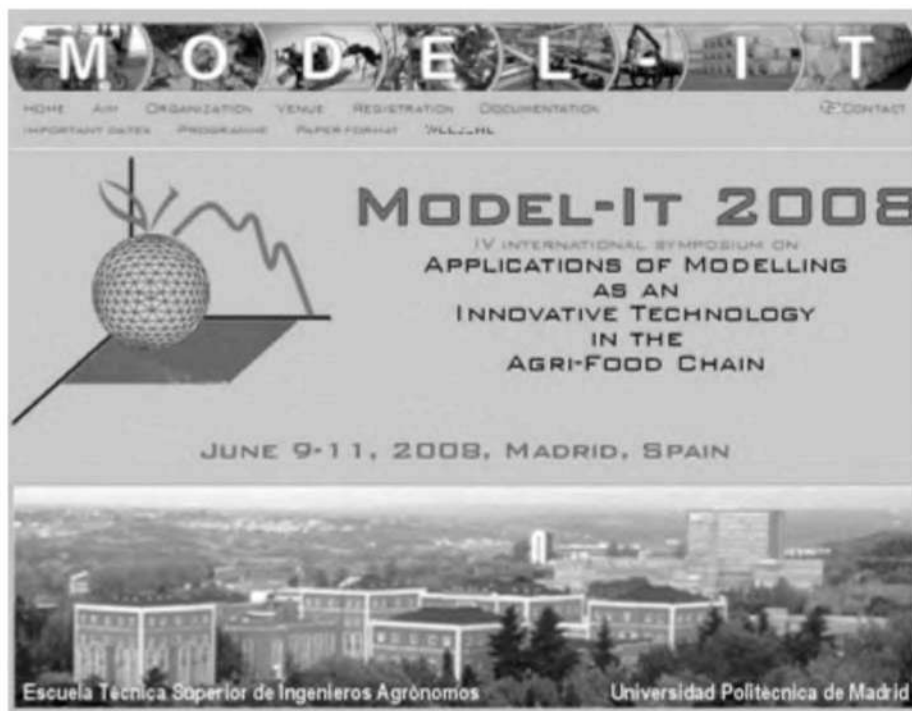 MODEL-IT
HOME AIM ORGANIZATION VENUE REGISTRATION DOCUMENTATION CONTACT
IMPORTANT DATES PROGRAMME PAPER FORMAT
MODEL-IT 2008
IV INTERNATIONAL SYMPOSIUM ON
APPLICATIONS OF MODELLING
AS AN
INNOVATIVE TECHNOLOGY
IN THE
AGRI-FOOD CHAIN
JUNE 9-11, 2008, MADRID, SPAIN
Escuela Técnica Superior de Ingenieros Agrónomos Universidad Politécnica de Madrid